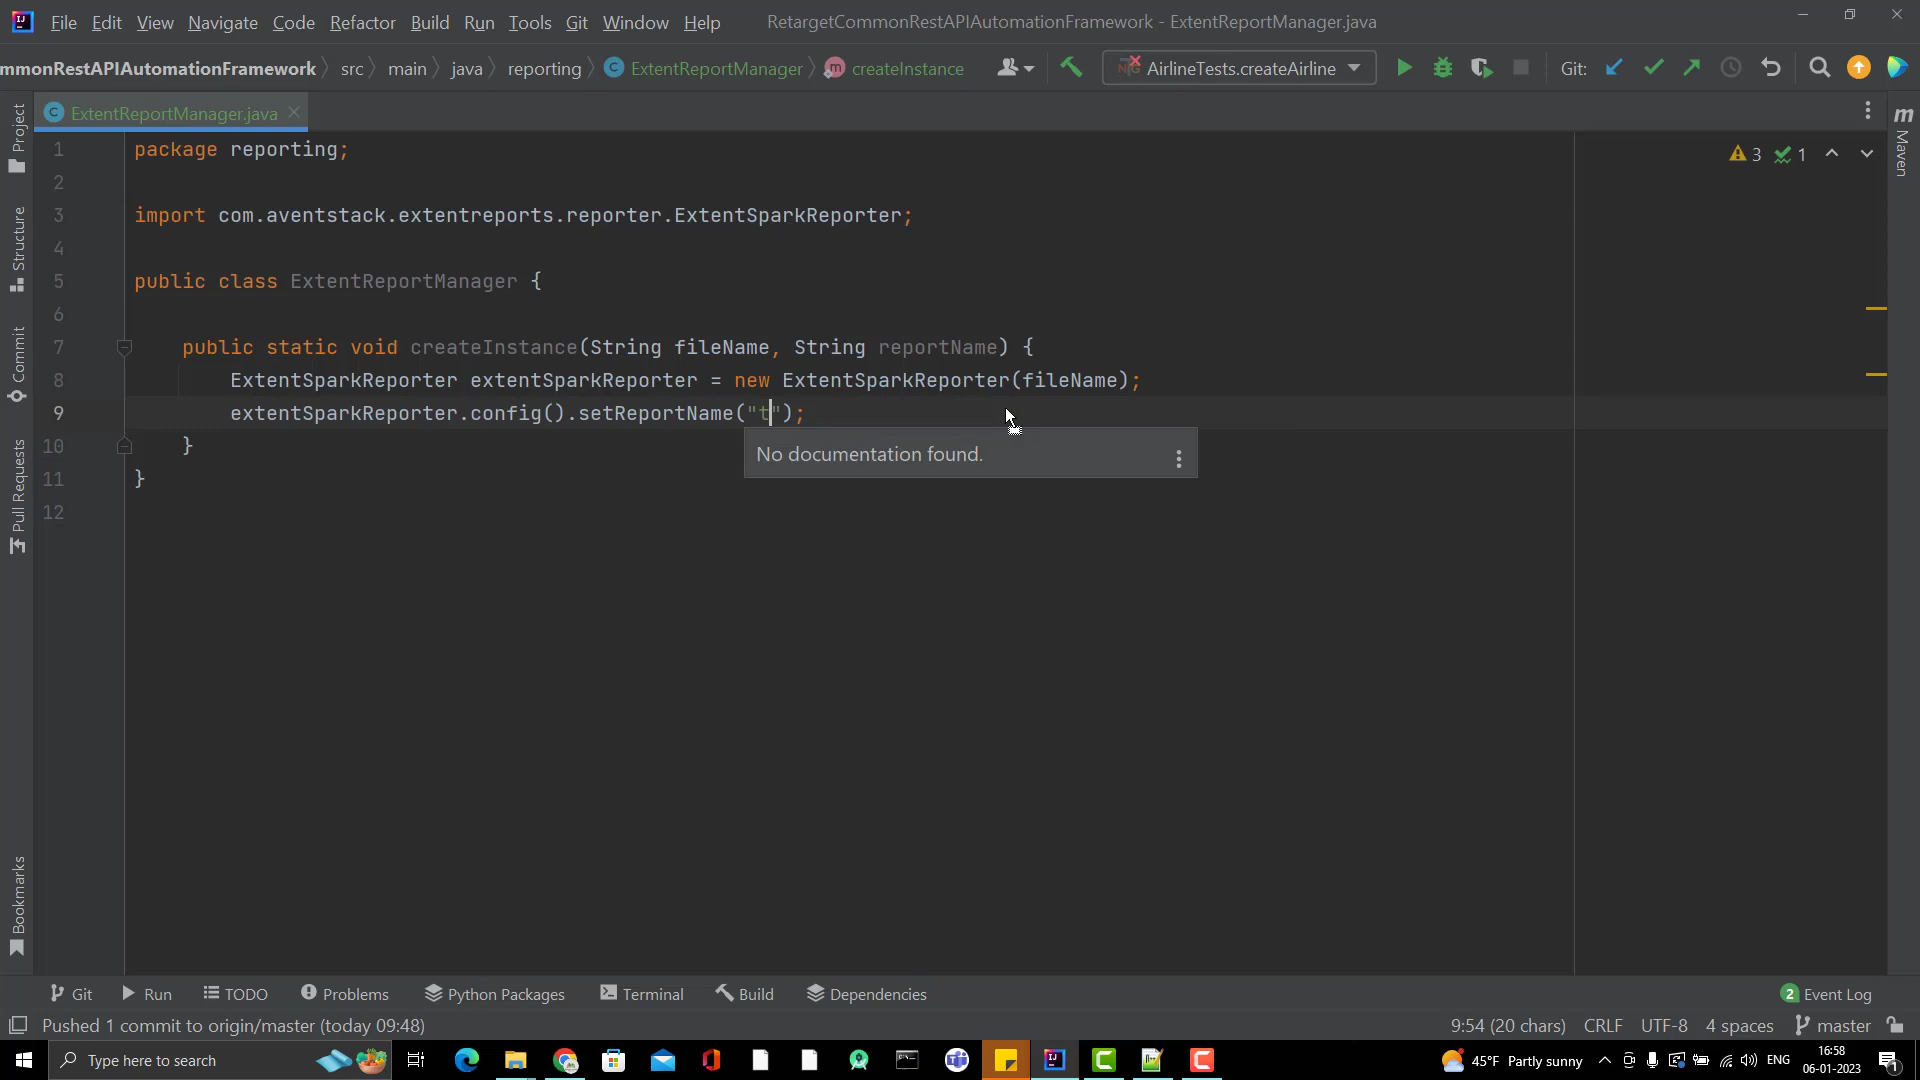 File Edit View Navigate Code Refactor Build Run Tools Git Window Help RetargetCommonRestAPIAutomationFramework - ExtentReportManager.java
mmonRestAPIAutomationFramework src main java reporting ExtentReportManager createInstance AirlineTests.createAirline Git:
ExtentReportManager.java
1 package reporting;
2
3 import com.aventstack.extentreports.reporter.ExtentSparkReporter;
4
5 public class ExtentReportManager {
6
7 public static void createInstance(String fileName, String reportName) {
8 ExtentSparkReporter extentSparkReporter = new ExtentSparkReporter(fileName);
9 extentSparkReporter.config().setReportName("t");
10 }
11 }
12
No documentation found.
3 1
Project
Structure
Commit
Pull Requests
Bookmarks
Maven
Git Run TODO Problems Python Packages Terminal Build Dependencies 2 Event Log
Pushed 1 commit to origin/master (today 09:48) 9:54 (20 chars) CRLF UTF-8 4 spaces master
Type here to search 45°F Partly sunny ENG 16:58
06-01-2023
1